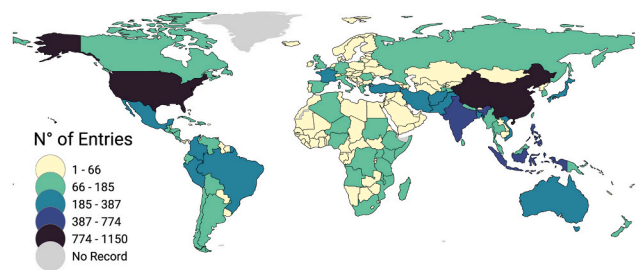 N° of Entries
1 - 66
66 - 185
185 - 387
387 - 774
774 - 1150
No Record